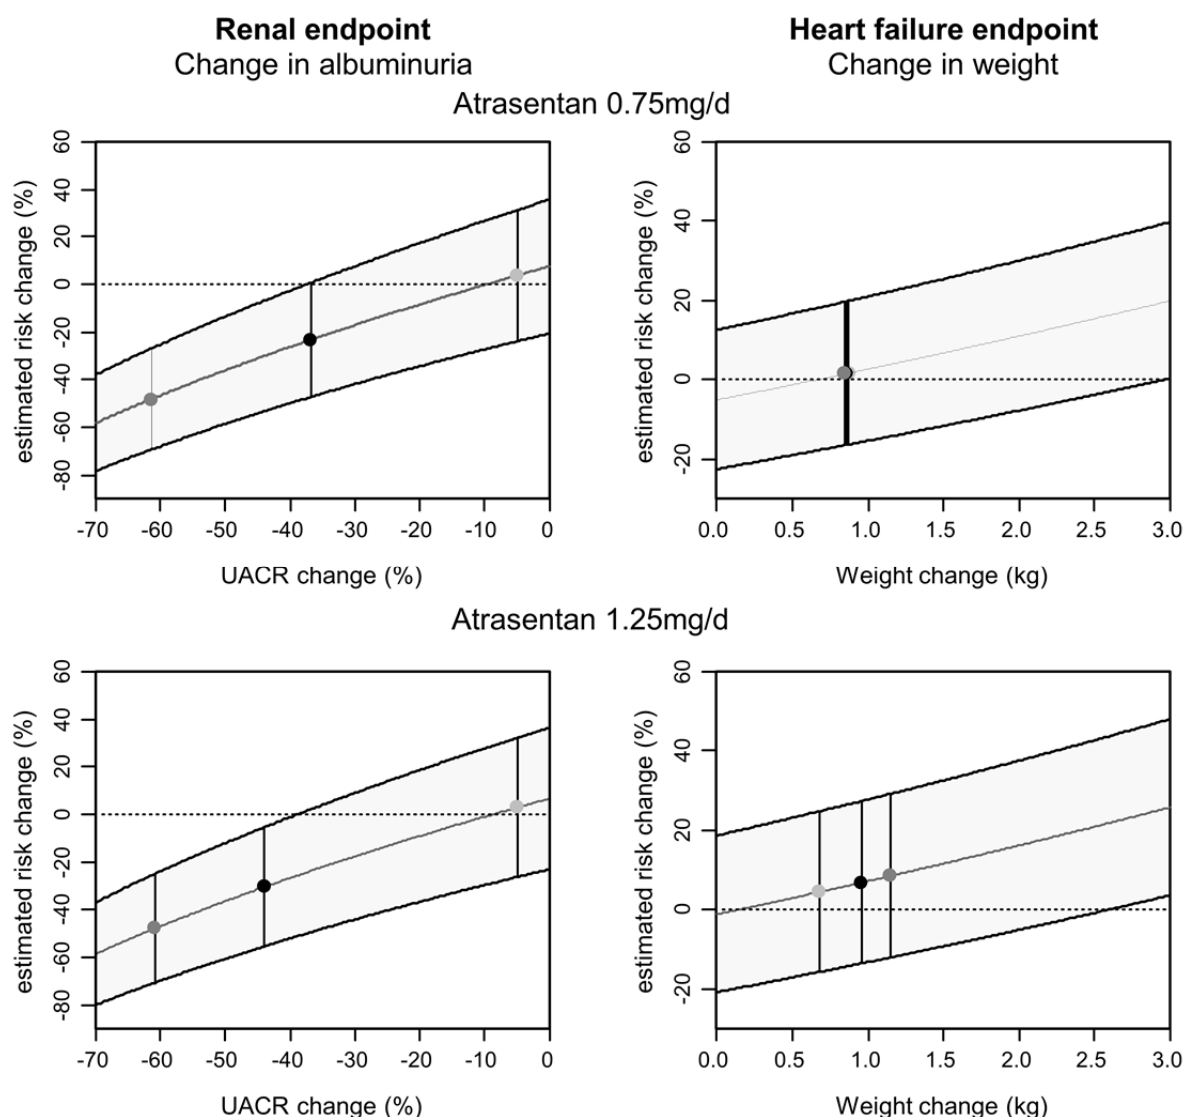 Renal endpoint
Change in albuminuria
Heart failure endpoint
Change in weight
Atrasentan 0.75mg/d
estimated risk change (%)
60
40
20
0
-20
-40
-60
-80
-70 -60 -50 -40 -30 -20 -10 0
UACR change (%)
estimated risk change (%)
60
40
20
0
-20
0.0 0.5 1.0 1.5 2.0 2.5 3.0
Weight change (kg)
Atrasentan 1.25mg/d
estimated risk change (%)
60
40
20
0
-20
-40
-60
-80
-70 -60 -50 -40 -30 -20 -10 0
UACR change (%)
estimated risk change (%)
60
40
20
0
-20
0.0 0.5 1.0 1.5 2.0 2.5 3.0
Weight change (kg)